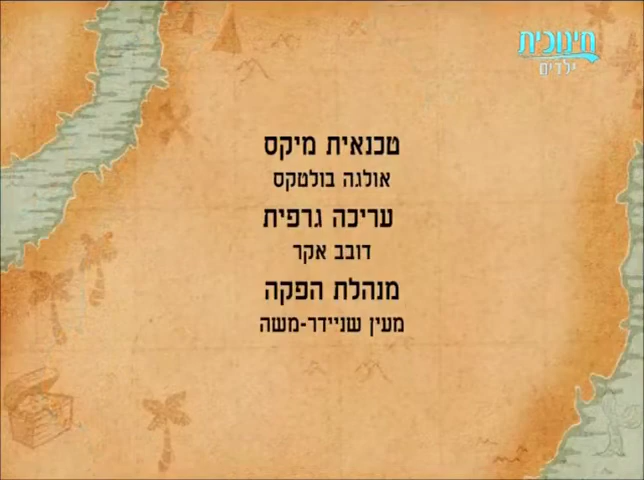 חינוכית
ילדים
טכנאית מיקס
אולגה בולטקס
עריכה גרפית
דובב אקר
מנהלת הפקה
מעין שניידר-משה